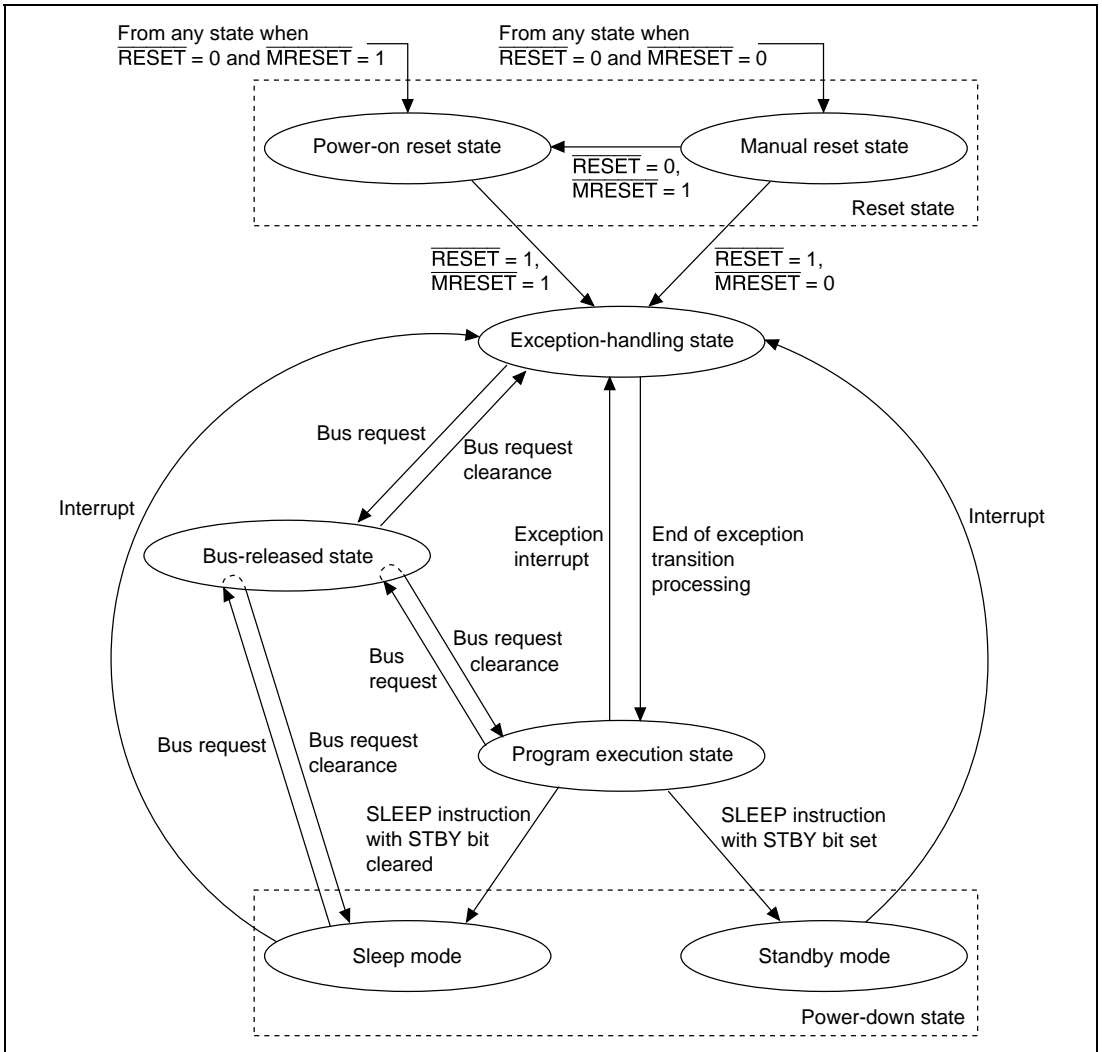 From any state when
RESET = 0 and MRESET = 1
From any state when
RESET = 0 and MRESET = 0
Power-on reset state
Manual reset state
RESET = 0,
MRESET = 1
Reset state
RESET = 1,
MRESET = 1
RESET = 1,
MRESET = 0
Exception-handling state
Bus request
Bus request
clearance
Interrupt
Interrupt
Exception
interrupt
End of exception
transition
processing
Bus-released state
Bus request
clearance
Bus
request
Bus request
Bus request
clearance
Program execution state
SLEEP instruction
with STBY bit
cleared
SLEEP instruction
with STBY bit set
Sleep mode
Standby mode
Power-down state